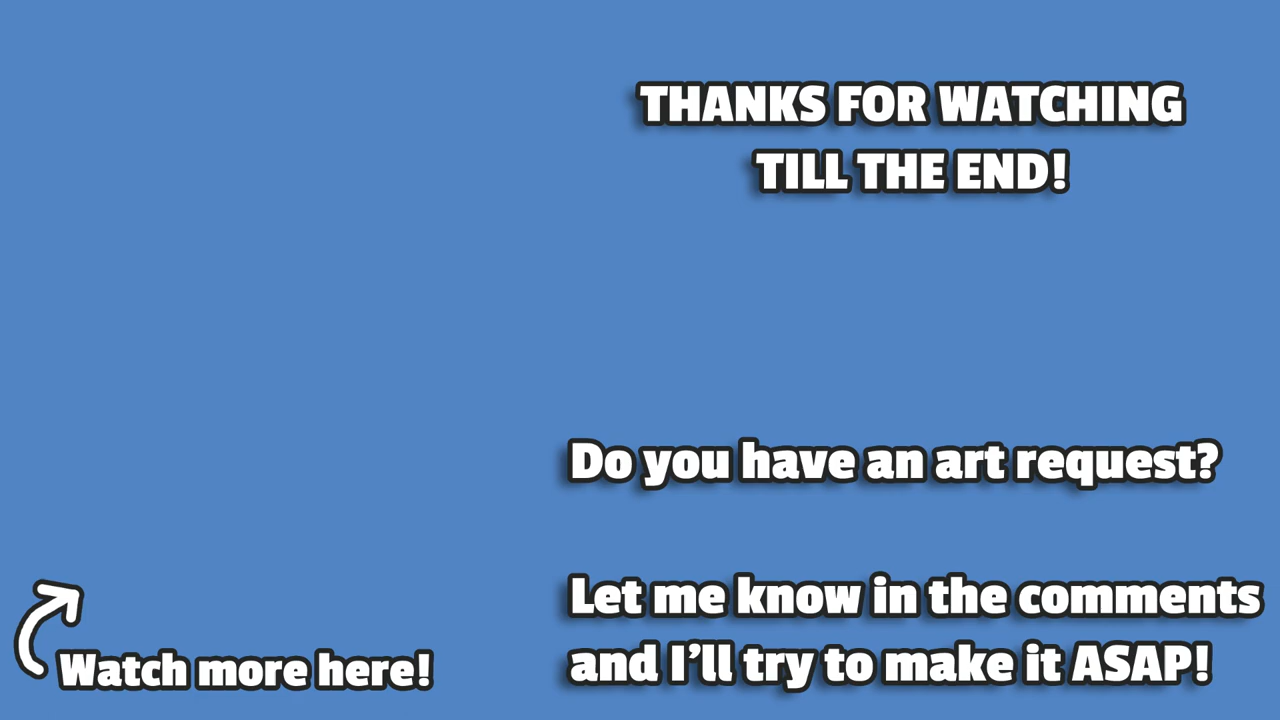 THANKS FOR WATCHING
TILL THE END!
Do you have an art request?
Let me know in the comments
and I'll try to make it ASAP!
Watch more here!